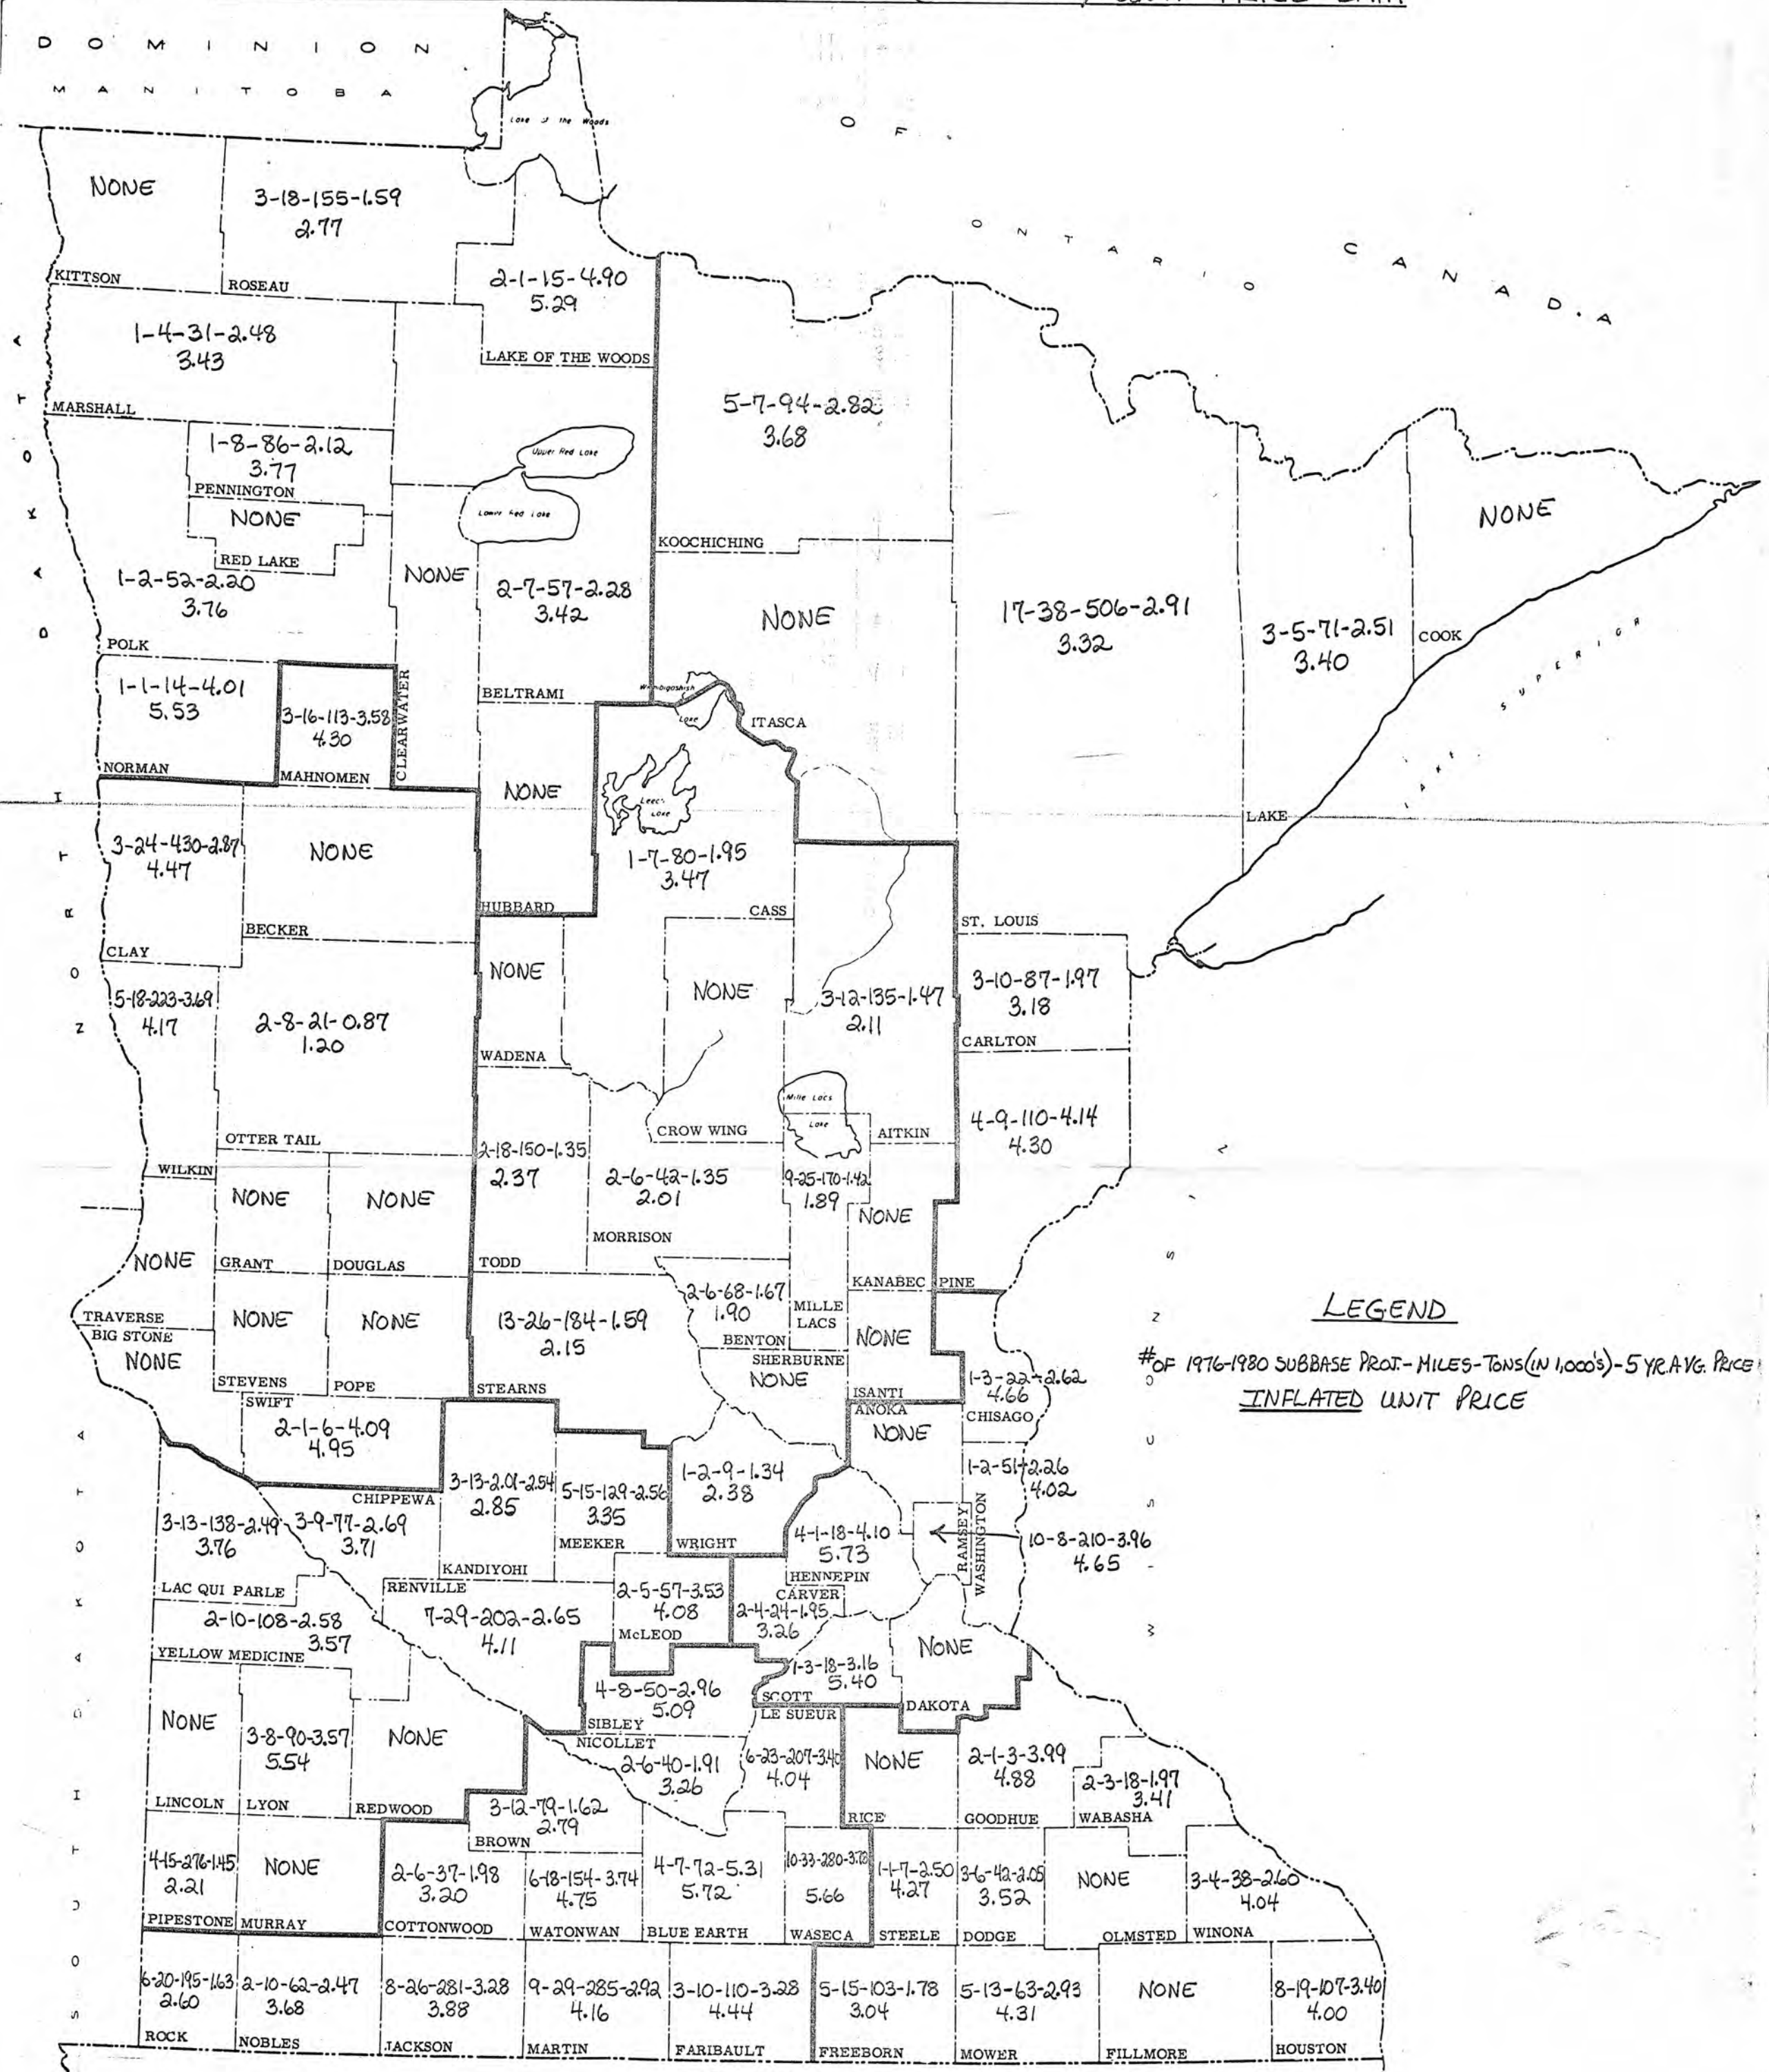 DOMINION
MANITOBA
OF
ONTARIO
CANADA
Lake of the Woods
NONE
3-18-155-1.59
2.77
KITTSON
ROSEAU
2-1-15-4.90
5.29
LAKE OF THE WOODS
1-4-31-2.48
3.43
MARSHALL
5-7-94-2.82
3.68
KOOCHICHING
1-8-86-2.12
3.77
PENNINGTON
NONE
RED LAKE
Upper Red Lake
Lower Red Lake
1-2-52-2.20
3.76
POLK
NONE
CLEARWATER
2-7-57-2.28
3.42
BELTRAMI
NONE
ITASCA
17-38-506-2.91
3.32
3-5-71-2.51
3.40
NONE
COOK
LAKE
LAKE SUPERIOR
1-1-14-4.01
5.53
NORMAN
3-16-113-3.58
4.30
MAHNOMEN
NONE
HUBBARD
Lake
Leech
Lake
3-24-430-2.87
4.47
CLAY
NONE
BECKER
1-7-80-1.95
3.47
CASS
ST. LOUIS
5-18-223-3.69
4.17
WILKIN
2-8-21-0.87
1.20
OTTER TAIL
NONE
WADENA
NONE
CROW WING
3-12-135-1.47
2.11
AITKIN
Mille Lacs
Lake
3-10-87-1.97
3.18
CARLTON
4-9-110-4.14
4.30
PINE
NONE
GRANT
NONE
DOUGLAS
2-18-150-1.35
2.37
TODD
2-6-42-1.35
2.01
MORRISON
9-25-170-1.42
1.89
MILLE
LACS
NONE
KANABEC
NONE
TRAVERSE
BIG STONE
NONE
NONE
STEVENS
NONE
POPE
13-26-184-1.59
2.15
STEARNS
2-6-68-1.67
1.90
BENTON
SHERBURNE
NONE
NONE
ISANTI
1-3-22-2.62
4.66
CHISAGO
LEGEND
#OF 1976-1980 SUBBASE PROJ.-MILES-TONS(IN 1,000's)-5 YR.AVG. PRICE
INFLATED UNIT PRICE
SWIFT
2-1-6-4.09
4.95
ANOKA
NONE
CHIPPEWA
3-9-77-2.69
3.71
3-13-2.01-2.54
2.85
KANDIYOHI
5-15-129-2.56
3.35
MEEKER
1-2-9-1.34
2.38
WRIGHT
1-2-51-2.26
4.02
WASHINGTON
RAMSEY
10-8-210-3.96
4.65
4-1-18-4.10
5.73
HENNEPIN
3-13-138-2.49
3.76
LAC QUI PARLE
2-10-108-2.58
3.57
YELLOW MEDICINE
RENVILLE
7-29-202-2.65
4.11
2-5-57-3.53
4.08
McLEOD
CARVER
2-4-24-1.95
3.26
1-3-18-3.16
5.40
SCOTT
NONE
DAKOTA
4-8-50-2.96
5.09
SIBLEY
NONE
LINCOLN
3-8-90-3.57
5.54
LYON
NONE
REDWOOD
NICOLLET
2-6-40-1.91
3.26
LE SUEUR
6-23-207-3.40
4.04
NONE
RICE
2-1-3-3.99
4.88
GOODHUE
2-3-18-1.97
3.41
WABASHA
3-12-79-1.62
2.79
BROWN
4-15-276-1.45
2.21
PIPESTONE
NONE
MURRAY
2-6-37-1.98
3.20
COTTONWOOD
6-18-154-3.74
4.75
WATONWAN
4-7-72-5.31
5.72
BLUE EARTH
10-33-280-3.78
5.66
WASECA
1-1-7-2.50
4.27
STEELE
3-6-42-2.05
3.52
DODGE
NONE
OLMSTED
3-4-38-2.60
4.04
WINONA
6-20-195-1.63
2.60
ROCK
2-10-62-2.47
3.68
NOBLES
8-26-281-3.28
3.88
JACKSON
9-29-285-2.92
4.16
MARTIN
3-10-110-3.28
4.44
FARIBAULT
5-15-103-1.78
3.04
FREEBORN
5-13-63-2.93
4.31
MOWER
NONE
FILLMORE
8-19-107-3.40
4.00
HOUSTON